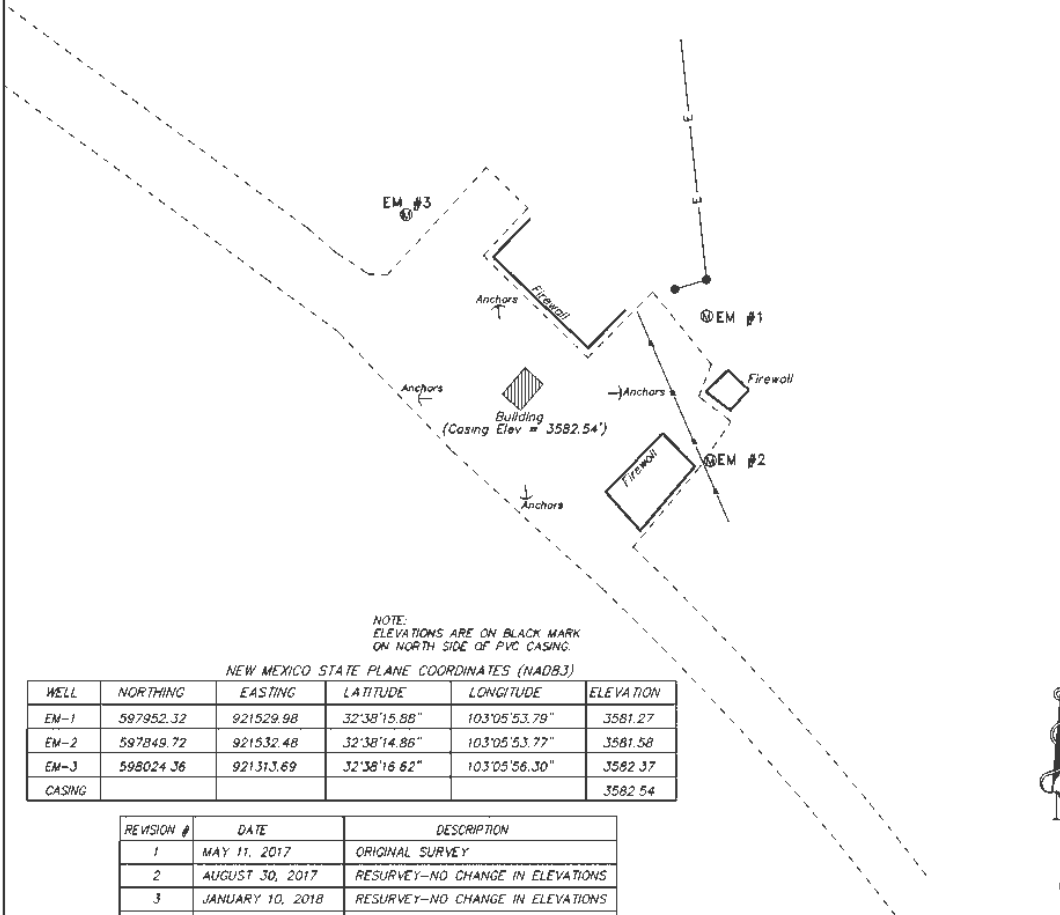 E
E
EM #3
M
Anchors
Firewall
M EM #1
Anchors
Anchors
Firewall
Building
(Casing Elev = 3582.54')
Firewall
M EM #2
Anchors
NOTE:
ELEVATIONS ARE ON BLACK MARK
ON NORTH SIDE OF PVC CASING.
NEW MEXICO STATE PLANE COORDINATES (NAD83)
WELL NORTHING EASTING LATITUDE LONGITUDE ELEVATION
EM-1 597952.32 921529.98 32°38'15.88" 103°05'53.79" 3581.27
EM-2 597849.72 921532.48 32°38'14.86" 103°05'53.77" 3581.58
EM-3 598024.36 921313.69 32°38'16.62" 103°05'56.30" 3582.37
CASING 3582.54
REVISION # DATE DESCRIPTION
1 MAY 11, 2017 ORIGINAL SURVEY
2 AUGUST 30, 2017 RESURVEY-NO CHANGE IN ELEVATIONS
3 JANUARY 10, 2018 RESURVEY-NO CHANGE IN ELEVATIONS